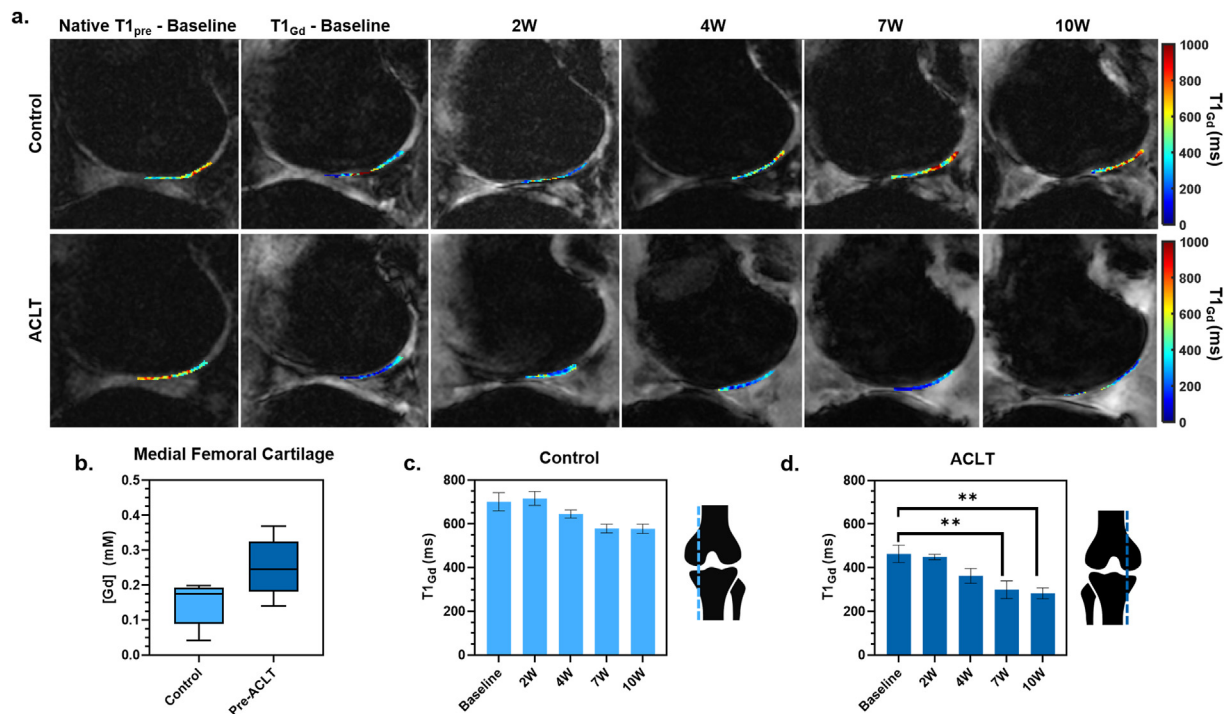 a.
Native T1pre - Baseline
T1Gd - Baseline
2W
4W
7W
10W
Control
1000
800
600
400
200
0
T1Gd (ms)
ACLT
1000
800
600
400
200
0
T1Gd (ms)
b.
Medial Femoral Cartilage
[Gd] (mM)
0.5
0.4
0.3
0.2
0.1
0.0
Control
Pre-ACLT
c.
Control
T1Gd (ms)
800
600
400
200
0
Baseline
2W
4W
7W
10W
d.
ACLT
T1Gd (ms)
800
600
400
200
0
**
**
Baseline
2W
4W
7W
10W